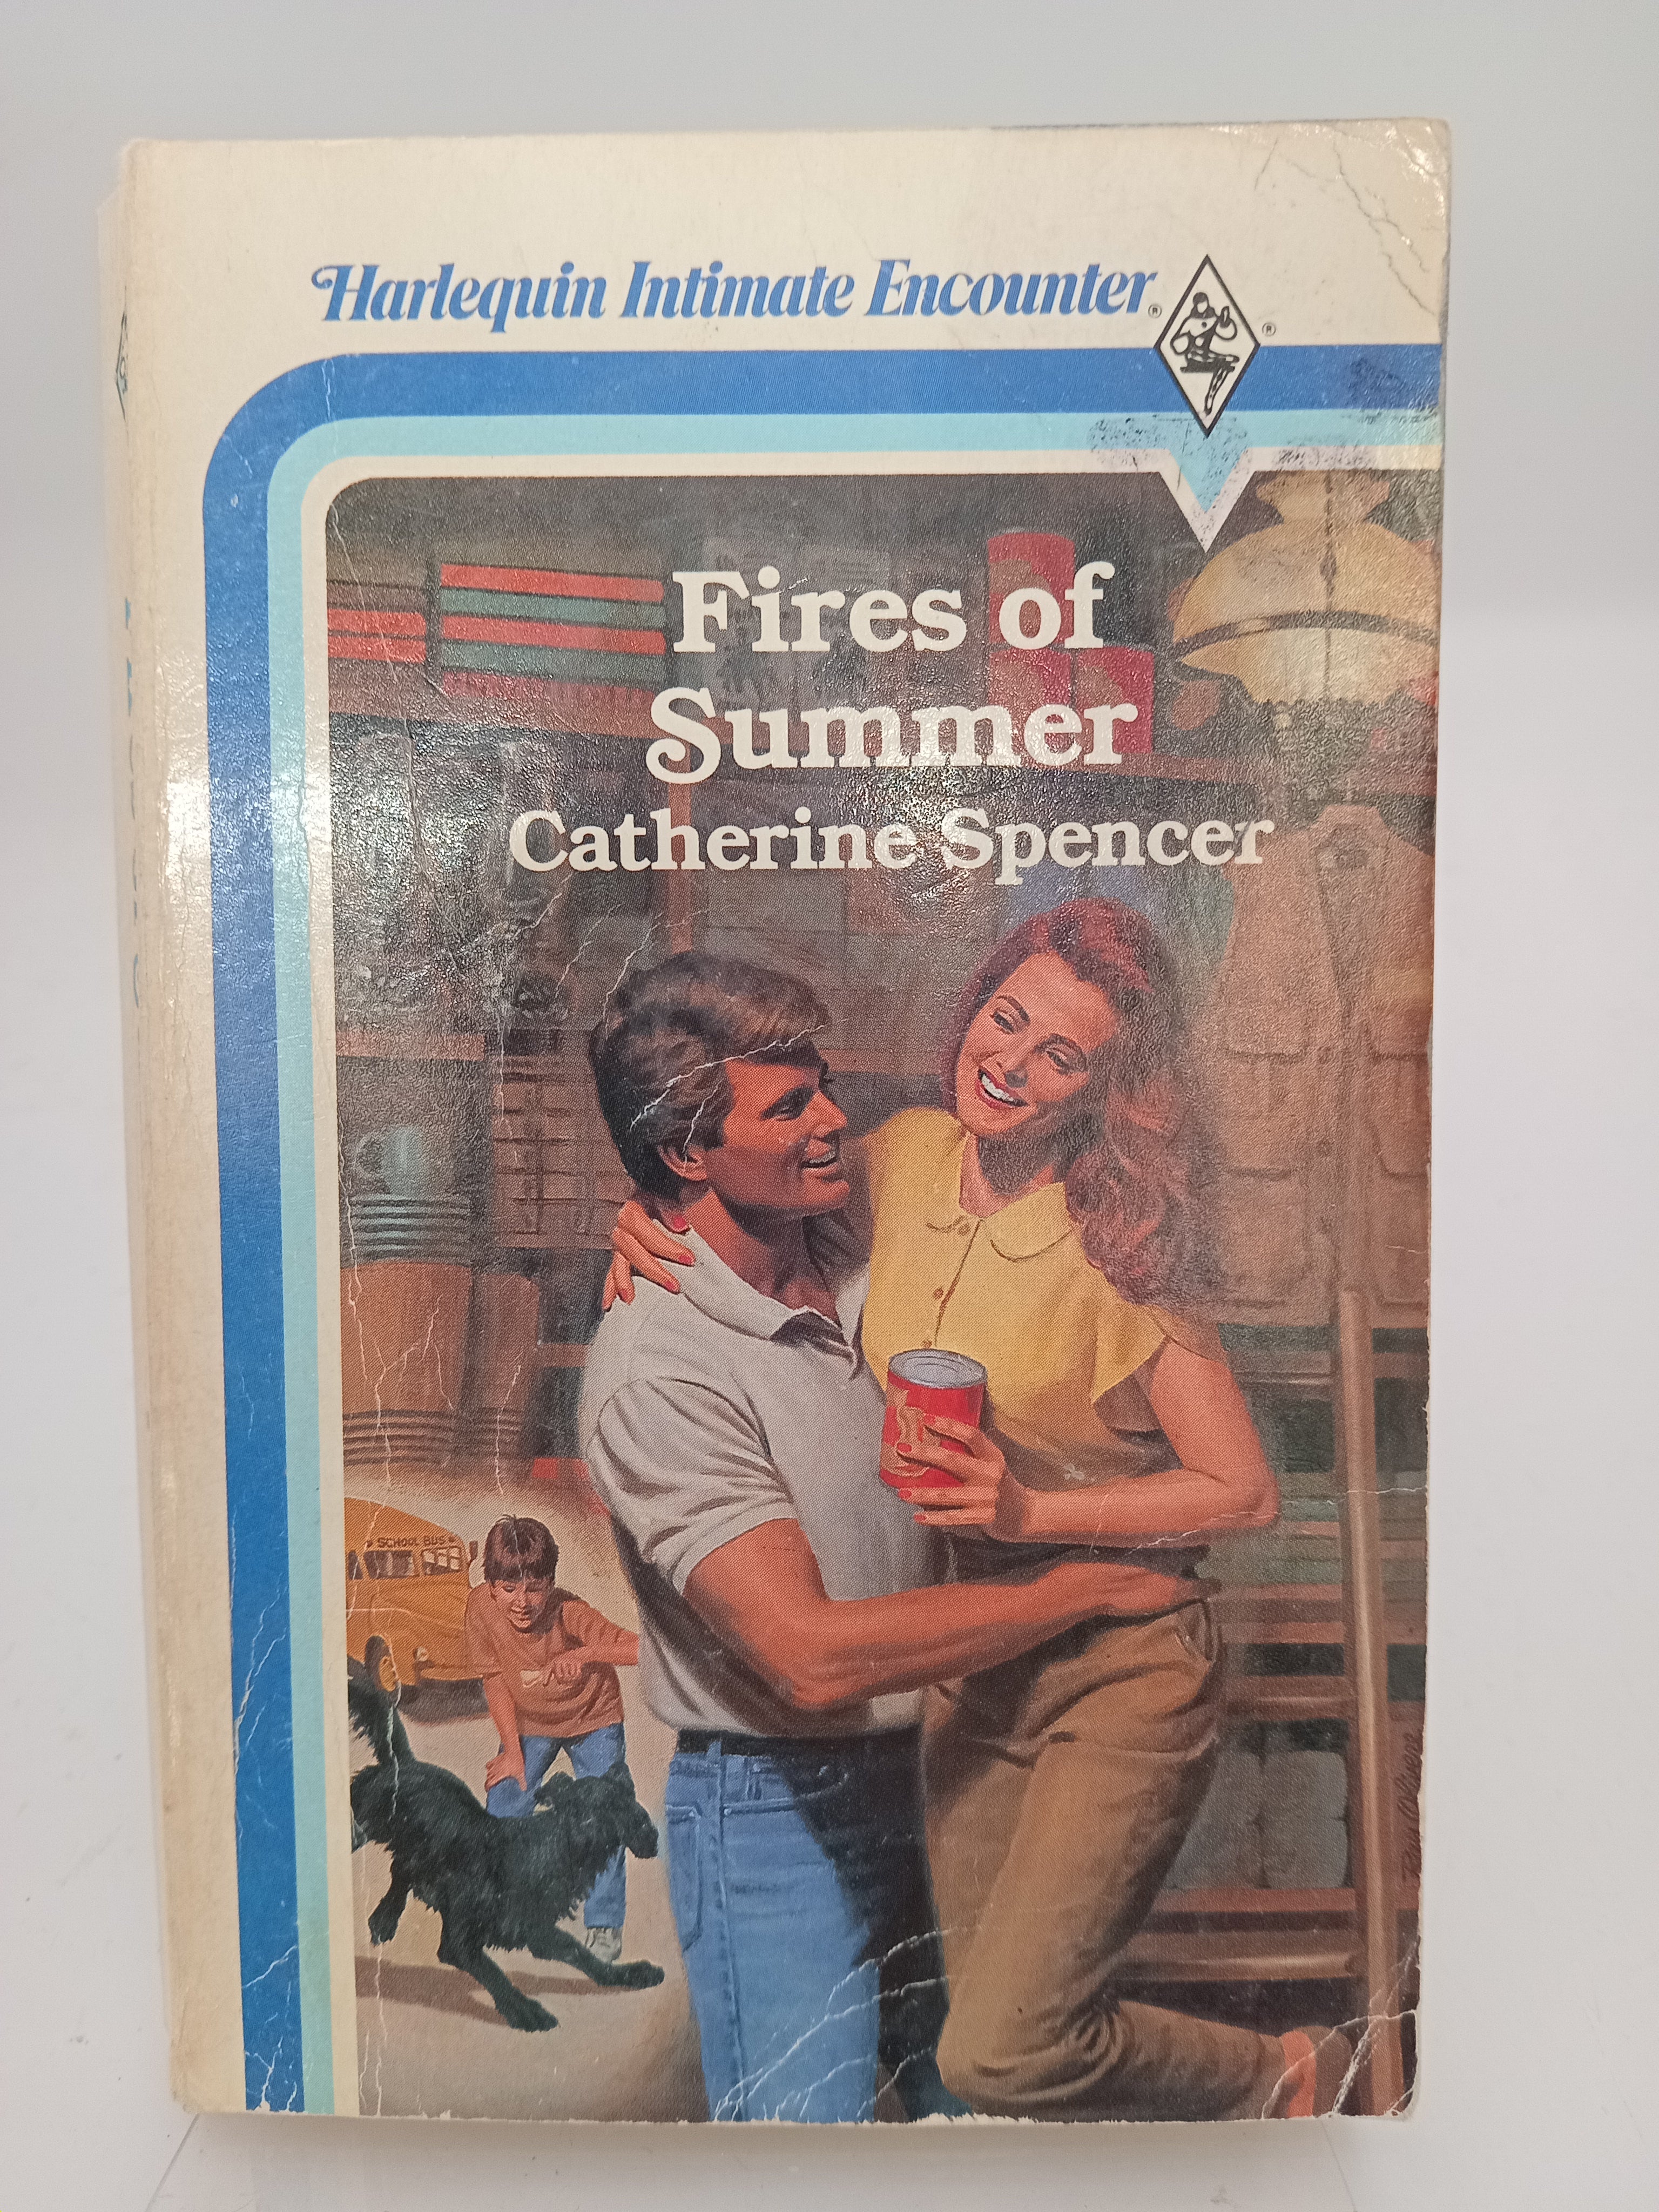 Harlequin Intimate Encounter®
®
Fires of
Summer
Catherine Spencer
SCHOOL BUS